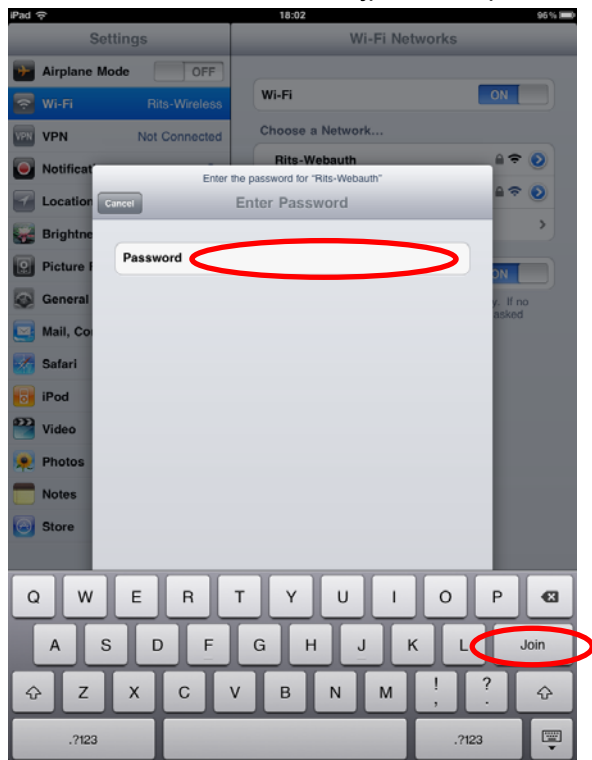 iPad 18:02 96%
Settings
Wi-Fi Networks
Airplane Mode OFF
Wi-Fi Rits-Wireless
Wi-Fi ON
VPN VPN Not Connected
Choose a Network...
Rits-Webauth
Notificat
Enter the password for "Rits-Webauth"
Location
Cancel Enter Password
Brightne
Password
Picture F
ON
General
y. If no
asked
Mail, Co
Safari
iPod
Video
Photos
Notes
Store
Q W E R T Y U I O P
A S D F G H J K L Join
Z X C V B N M ! , ? .
.?123 .?123